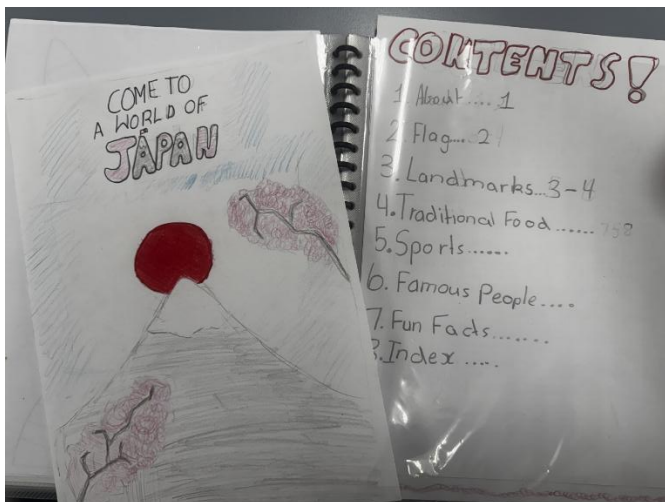 COME TO
A WORLD OF
JAPAN
CONTENTS!
1. About .... 1
2. Flag.... 2
3. Landmarks...3-4
4. Traditional Food ......
5. Sports......
6. Famous People ....
7. Fun Facts.......
8. Index .....